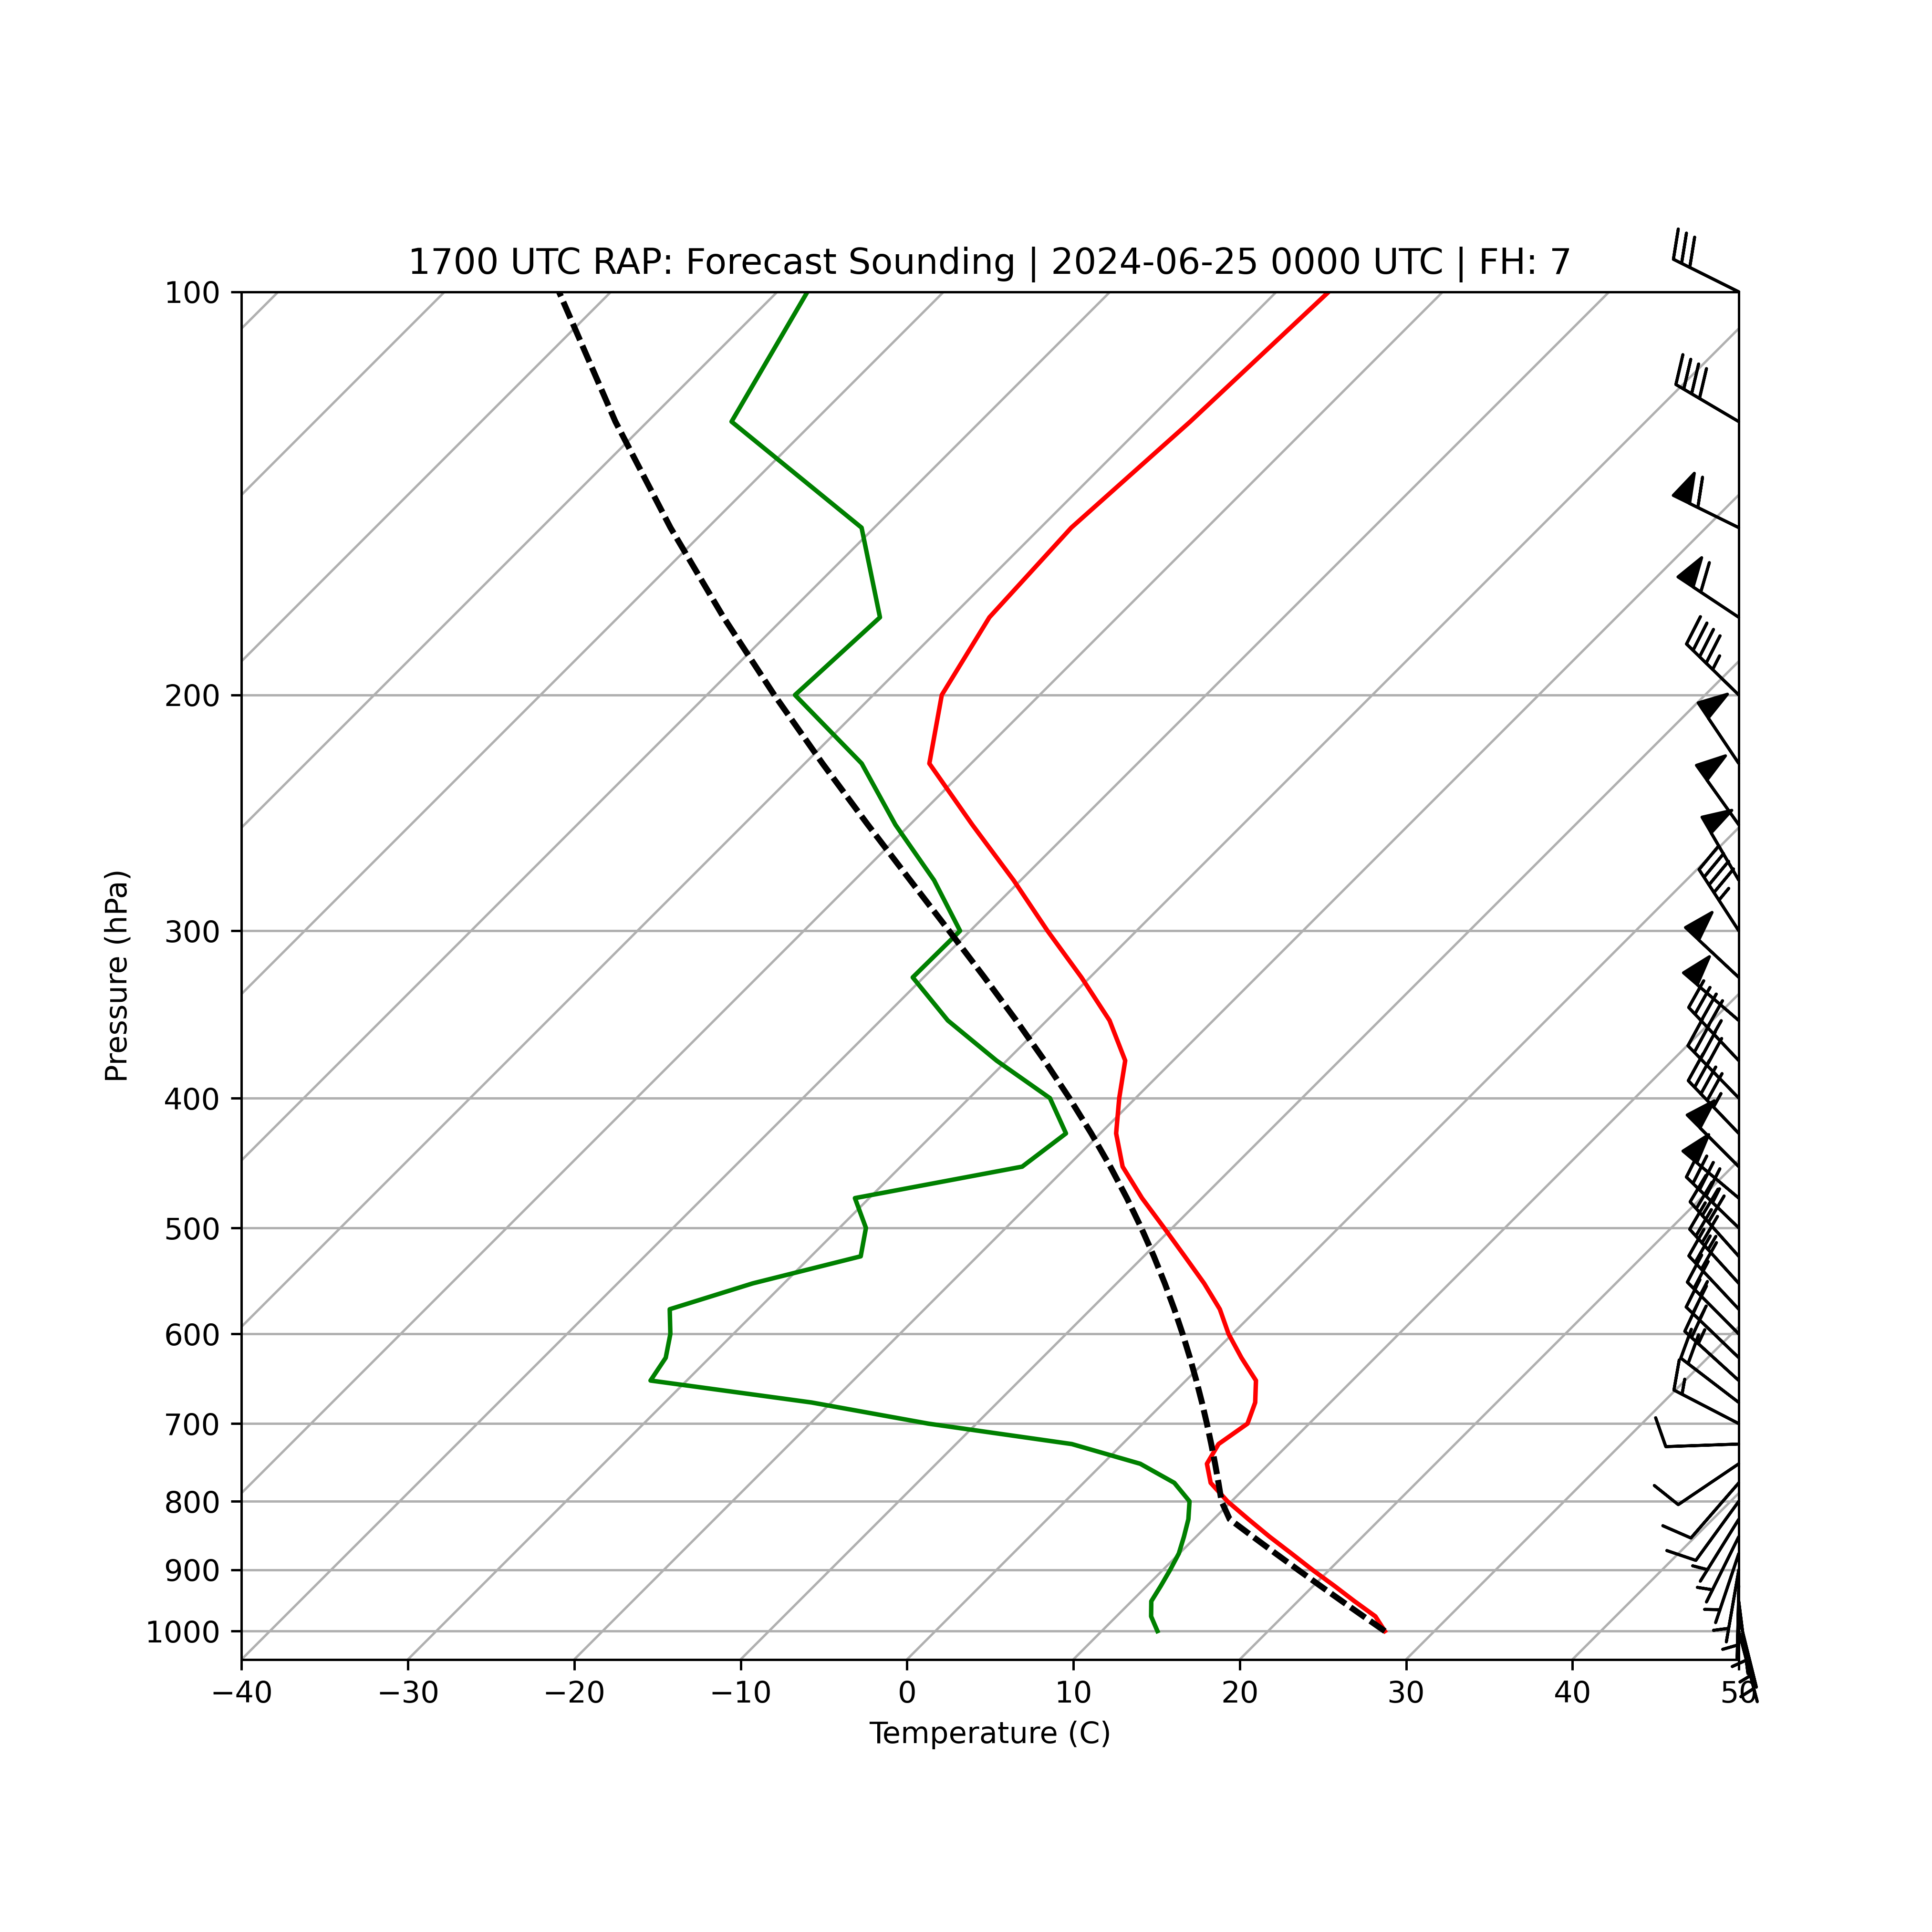 1700 UTC RAP: Forecast Sounding | 2024-06-25 0000 UTC | FH: 7
100
200
300
400
500
600
700
800
900
1000
Pressure (hPa)
−40 −30 −20 −10 0 10 20 30 40 50
Temperature (C)